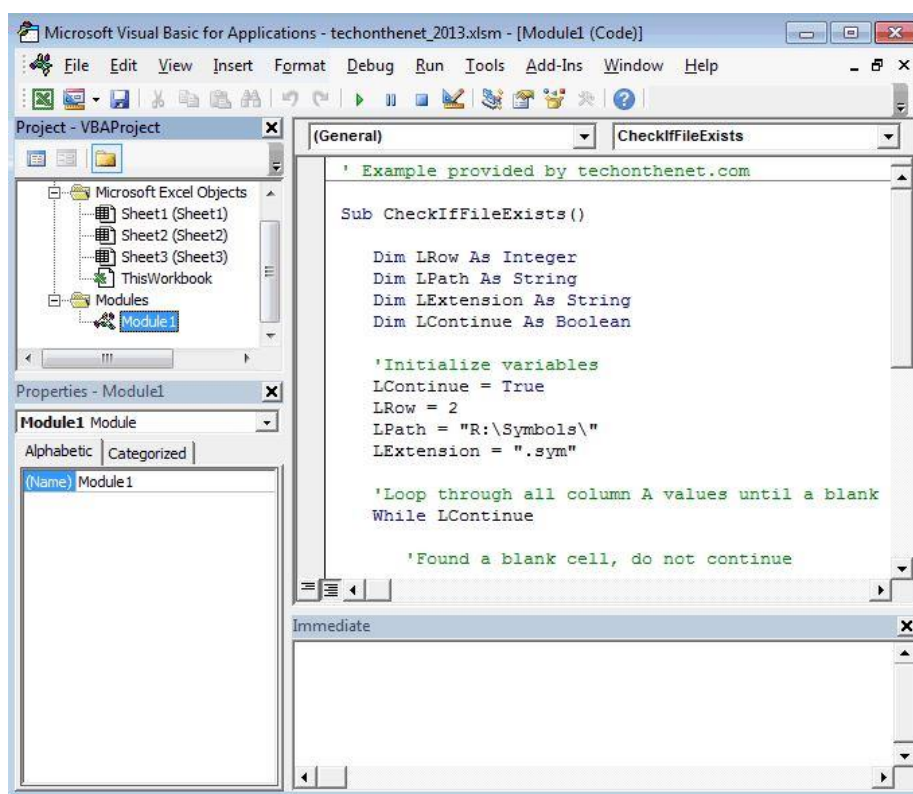 Microsoft Visual Basic for Applications - techonthenet_2013.xlsm - [Module1 (Code)]
File Edit View Insert Format Debug Run Tools Add-Ins Window Help
Project - VBAProject
Microsoft Excel Objects
Sheet1 (Sheet1)
Sheet2 (Sheet2)
Sheet3 (Sheet3)
ThisWorkbook
Modules
Module1
Properties - Module1
Module1 Module
Alphabetic Categorized
(Name) Module1
(General) CheckIfFileExists
' Example provided by techonthenet.com
Sub CheckIfFileExists()
Dim LRow As Integer
Dim LPath As String
Dim LExtension As String
Dim LContinue As Boolean
'Initialize variables
LContinue = True
LRow = 2
LPath = "R:\Symbols\"
LExtension = ".sym"
'Loop through all column A values until a blank
While LContinue
'Found a blank cell, do not continue
Immediate